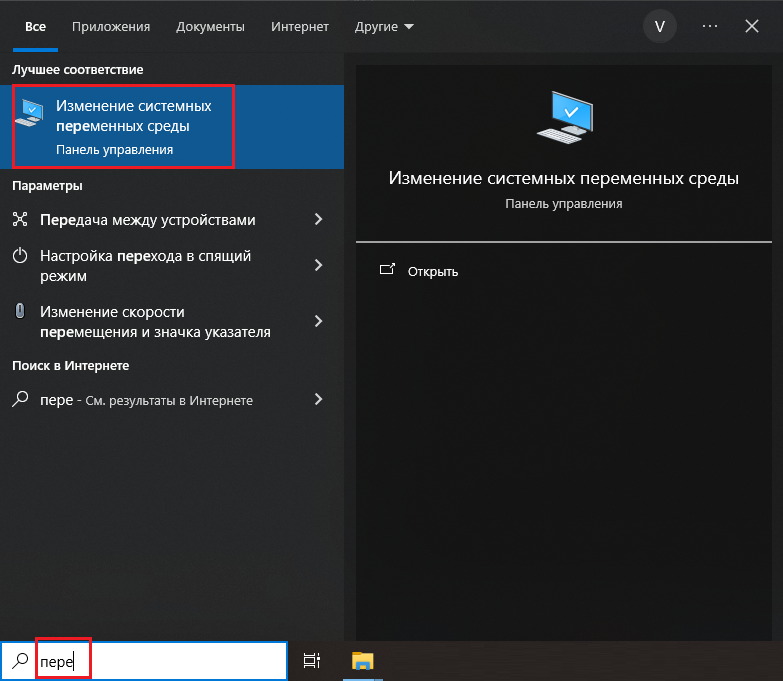 Все Приложения Документы Интернет Другие V ...
Лучшее соответствие
Изменение системных
переменных среды
Панель управления
Параметры
Передача между устройствами
Настройка перехода в спящий
режим
Изменение скорости
перемещения и значка указателя
Поиск в Интернете
пере - См. результаты в Интернете
Изменение системных переменных среды
Панель управления
Открыть
пере